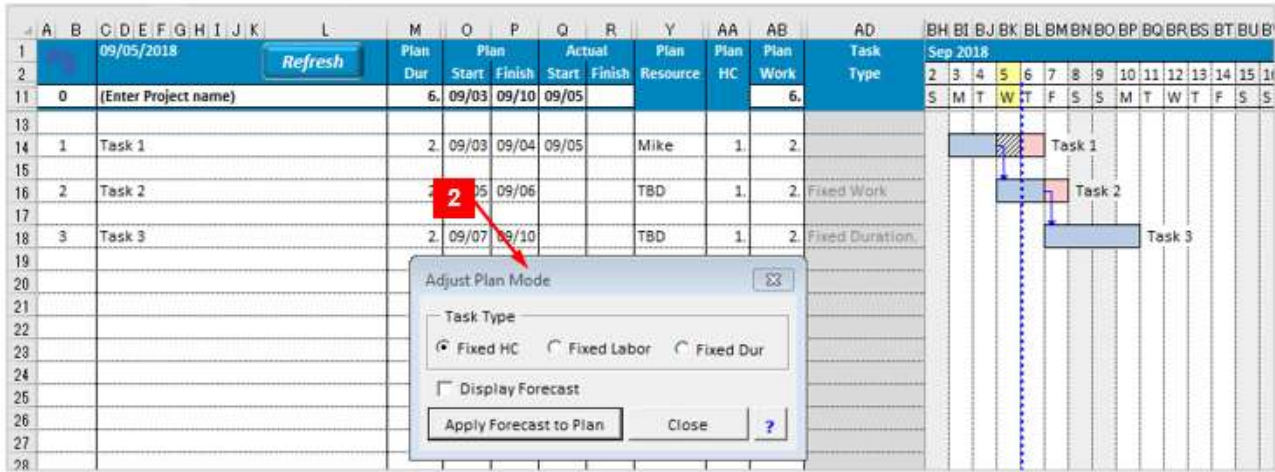 A B C D E F G H I J K L M O P Q R Y AA AB AD BH BI BJ BK BL BM BN BO BP BQ BR BS BT BU
1 09/05/2018 Refresh Plan Plan Actual Plan Plan Plan Task Sep 2018
2 Dur Start Finish Start Finish Resource HC Work Type 2 3 4 5 6 7 8 9 10 11 12 13 14 15
11 0 (Enter Project name) 6. 09/03 09/10 09/05 6. S M T W T F S S M T W T F S S
13
14 1 Task 1 2. 09/03 09/04 09/05 Mike 1. 2. Task 1
15
16 2 Task 2 09/06 TBD 1. 2. Fixed Work Task 2
2
17
18 3 Task 3 2. 09/07 09/10 TBD 1. 2. Fixed Duration. Task 3
19
20
21
22
23
24
25
26
27
28
Adjust Plan Mode
Task Type
Fixed HC Fixed Labor Fixed Dur
Display Forecast
Apply Forecast to Plan Close ?